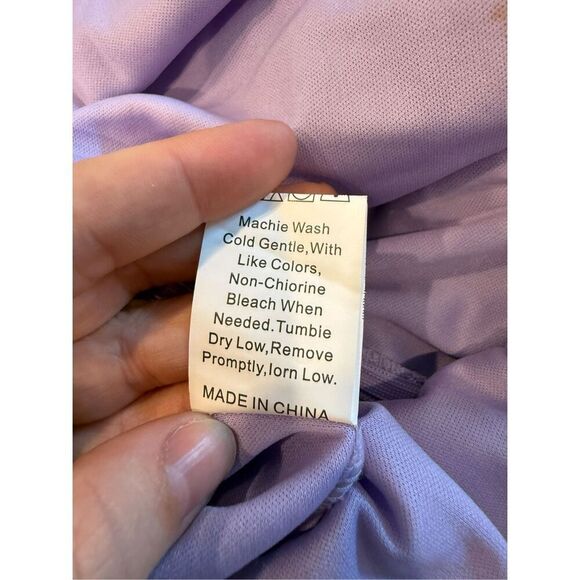 Machie Wash
Cold Gentle,With
Like Colors,
Non-Chiorine
Bleach When
Needed.Tumbie
Dry Low,Remove
Promptly,Iorn Low.
MADE IN CHINA